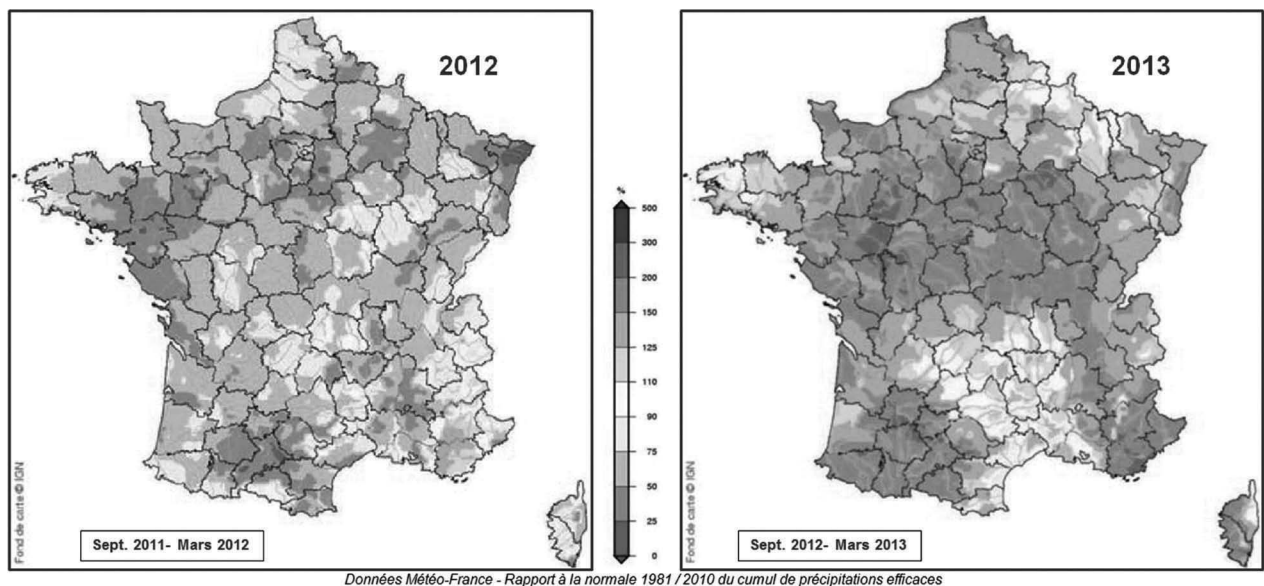 2012
Fond de carte © IGN
Sept. 2011- Mars 2012
%
500
300
200
150
125
110
90
75
50
25
0
2013
Fond de carte © IGN
Sept. 2012- Mars 2013
Données Météo-France - Rapport à la normale 1981 / 2010 du cumul de précipitations efficaces